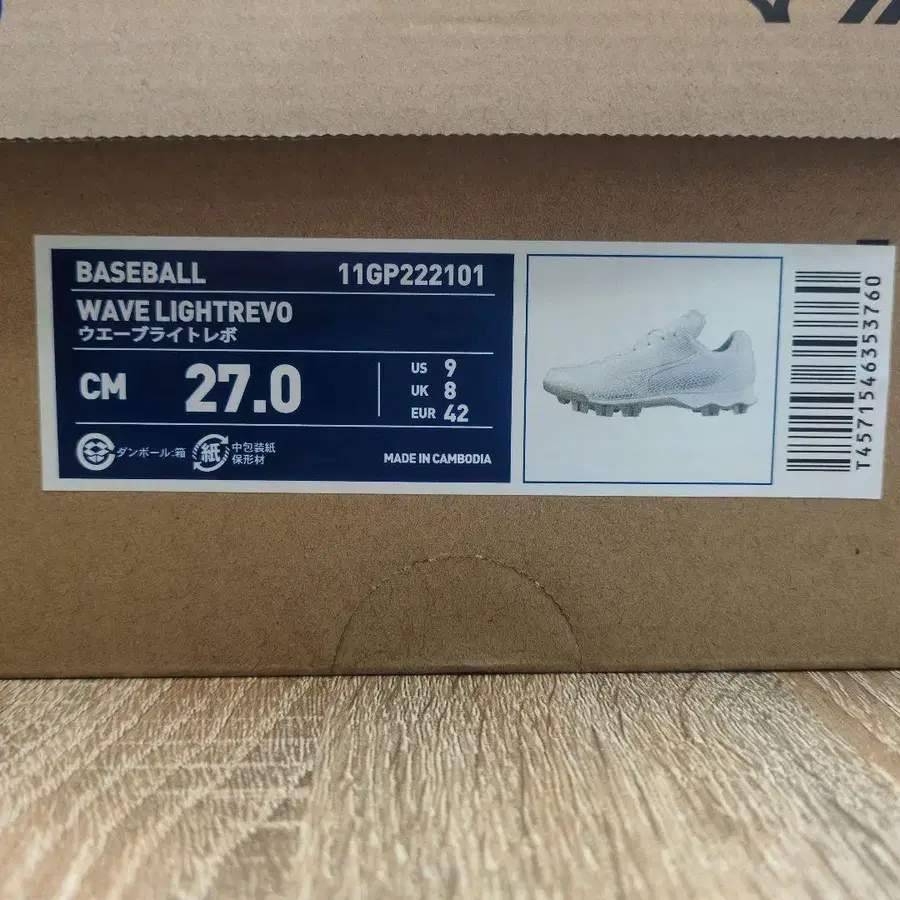 BASEBALL 11GP222101
WAVE LIGHTREVO
ウエーブライトレボ
CM 27.0
US 9
UK 8
EUR 42
ダンボール:箱
紙
中包装紙
保形材
MADE IN CAMBODIA
T4571546353760